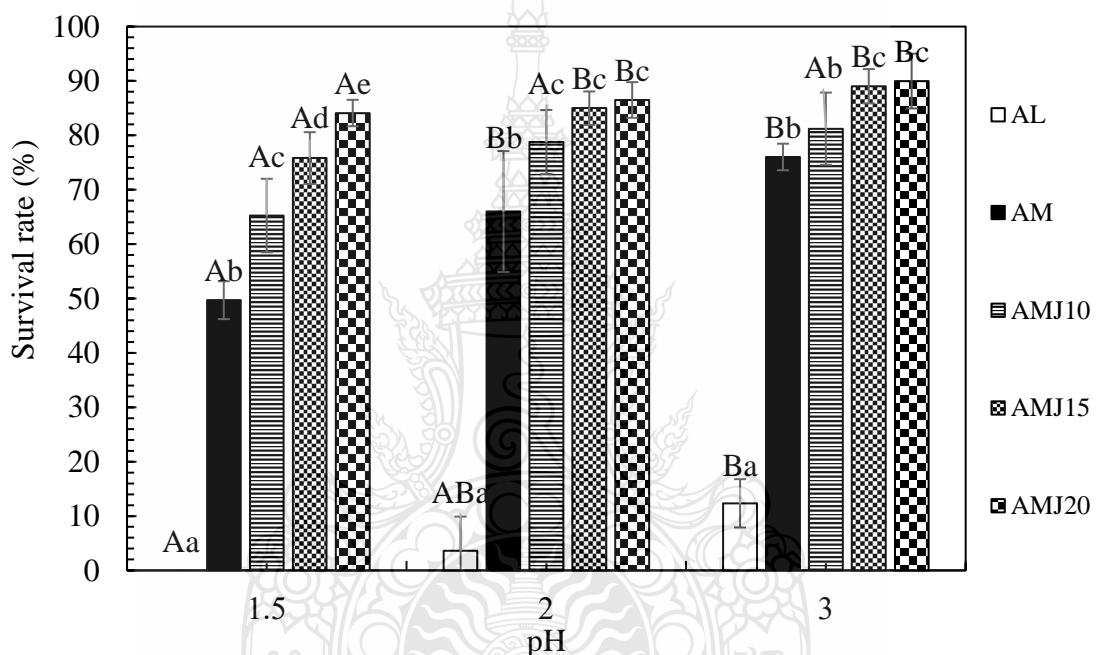 100
90
80
70
60
50
40
30
20
10
0
Survival rate (%)
Aa
Ab
Ac
Ad
Ae
ABa
Bb
Ac
Bc
Bc
Ba
Bb
Ab
Bc
Bc
1.5
2
3
pH
AL
AM
AMJ10
AMJ15
AMJ20